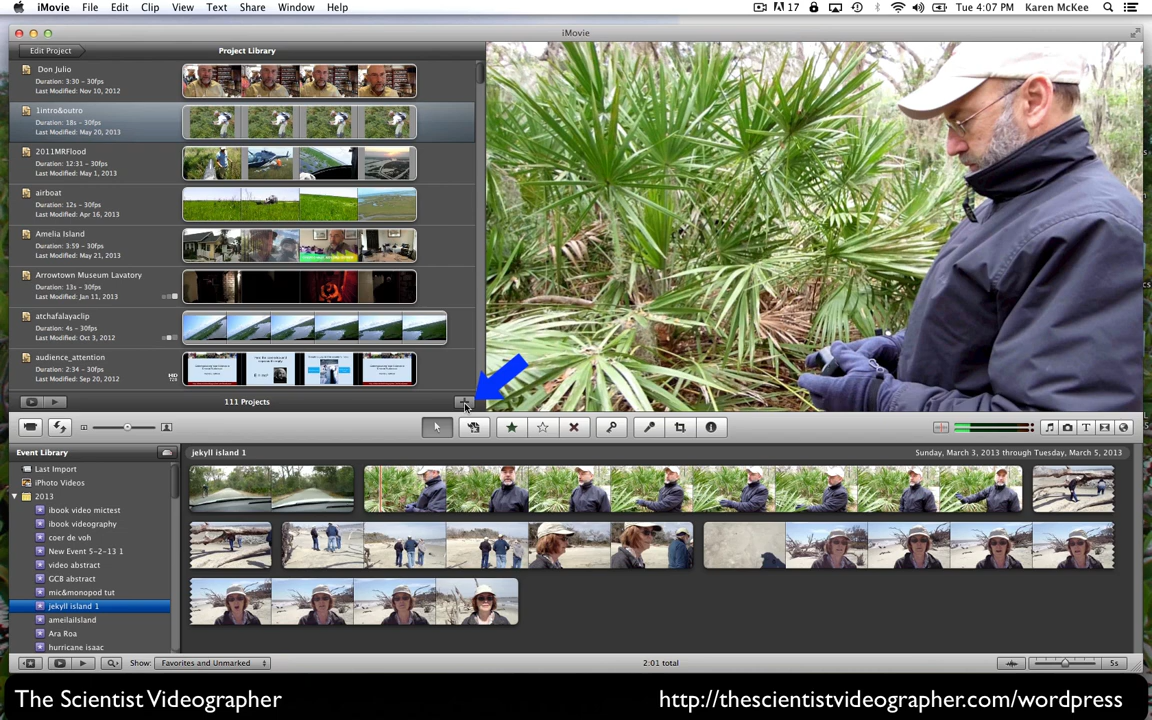 iMovie File Edit Clip View Text Share Window Help 17 Tue 4:07 PM Karen McKee
iMovie
Edit Project Project Library
Don Julio
Duration: 3:30 - 30fps
Last Modified: Nov 10, 2012
1intro&outro
Duration: 18s - 30fps
Last Modified: May 20, 2013
2011MRFlood
Duration: 12:31 - 30fps
Last Modified: May 1, 2013
airboat
Duration: 12s - 30fps
Last Modified: Apr 16, 2013
Amelia Island
Duration: 3:59 - 30fps
Last Modified: May 21, 2013
Arrowtown Museum Lavatory
Duration: 13s - 30fps
Last Modified: Jan 11, 2013
atchafalayaclip
Duration: 4s - 30fps
Last Modified: Oct 3, 2012
audience_attention
Duration: 2:34 - 30fps
Last Modified: Sep 20, 2012
HD
111 Projects
Event Library
Last Import
iPhoto Videos
2013
ibook video mictest
ibook videography
coer de voh
New Event 5-2-13 1
video abstract
GCB abstract
mic&monopod tut
jekyll island 1
ameilaiIsland
Ara Roa
hurricane isaac
jekyll island 1 Sunday, March 3, 2013 through Tuesday, March 5, 2013
Show: Favorites and Unmarked 2:01 total 5s
The Scientist Videographer http://thescientistvideographer.com/wordpress